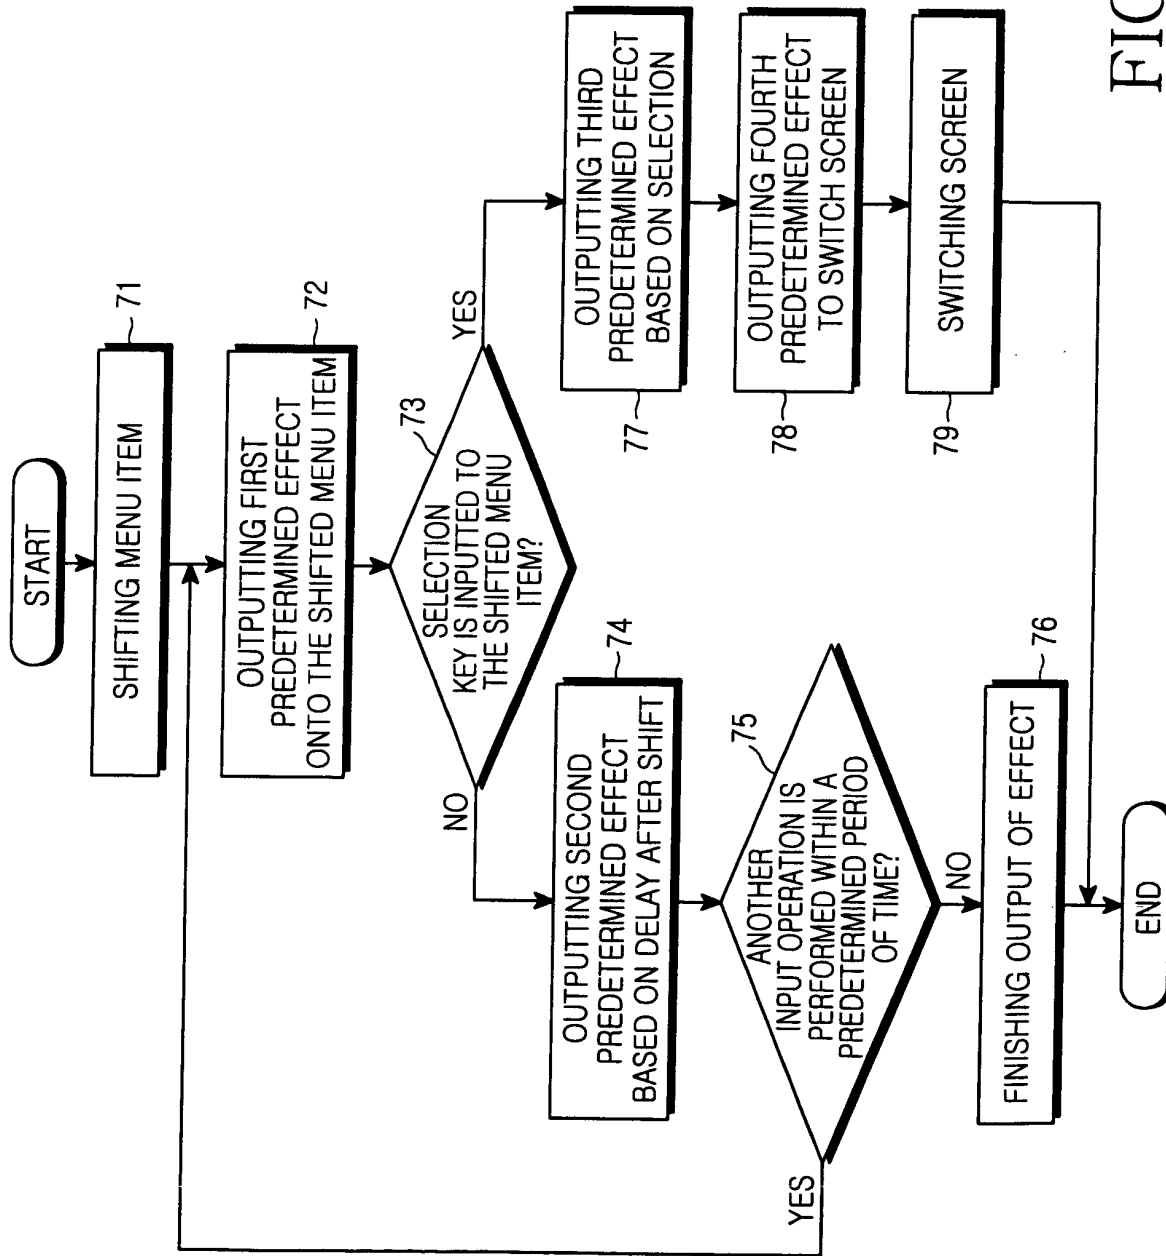 START
SHIFTING MENU ITEM
71
OUTPUTTING FIRST
PREDETERMINED EFFECT
ONTO THE SHIFTED MENU ITEM
72
SELECTION
KEY IS INPUTTED TO
THE SHIFTED MENU
ITEM?
73
YES
NO
OUTPUTTING SECOND
PREDETERMINED EFFECT
BASED ON DELAY AFTER SHIFT
74
ANOTHER
INPUT OPERATION IS
PERFORMED WITHIN A
PREDETERMINED PERIOD
OF TIME?
75
YES
NO
FINISHING OUTPUT OF EFFECT
76
OUTPUTTING THIRD
PREDETERMINED EFFECT
BASED ON SELECTION
77
OUTPUTTING FOURTH
PREDETERMINED EFFECT
TO SWITCH SCREEN
78
SWITCHING SCREEN
79
END